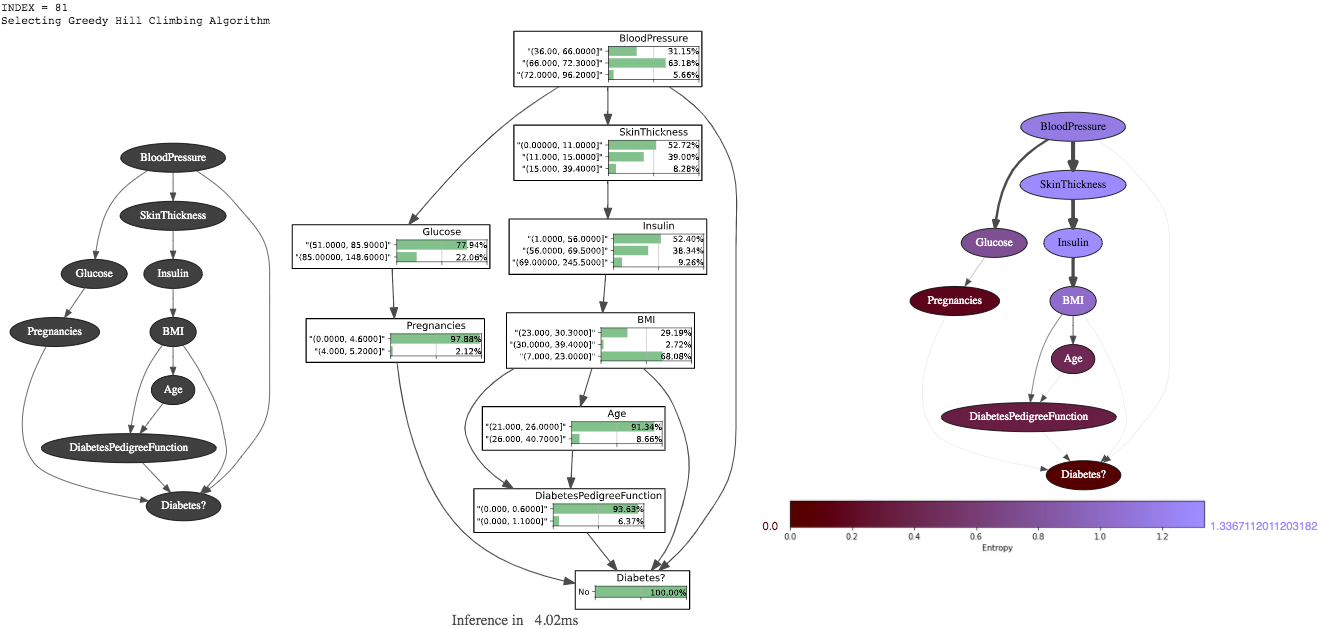 INDEX = 81
Selecting Greedy Hill Climbing Algorithm
BloodPressure
SkinThickness
Glucose
Insulin
Pregnancies
BMI
Age
DiabetesPedigreeFunction
Diabetes?
BloodPressure
"(36.00, 66.0000]" 31.15%
"(66.000, 72.3000]" 63.18%
"(72.0000, 96.2000]" 5.66%
SkinThickness
"(0.00000, 11.0000]" 52.72%
"(11.000, 15.0000]" 39.00%
"(15.000, 39.4000]" 8.28%
Glucose
"(51.0000, 85.9000]" 77.94%
"(85.00000, 148.6000]" 22.06%
Insulin
"(1.0000, 56.0000]" 52.40%
"(56.0000, 69.5000]" 38.34%
"(69.00000, 245.5000]" 9.26%
Pregnancies
"(0.0000, 4.6000]" 97.88%
"(4.000, 5.2000]" 2.12%
BMI
"(23.000, 30.3000]" 29.19%
"(30.0000, 39.4000]" 2.72%
"(7.000, 23.0000]" 68.08%
Age
"(21.0000, 26.0000]" 91.34%
"(26.0000, 40.7000]" 8.66%
DiabetesPedigreeFunction
"(0.000, 0.6000]" 93.63%
"(0.000, 1.1000]" 6.37%
Diabetes?
No 100.00%
Inference in 4.02ms
BloodPressure
SkinThickness
Glucose
Insulin
Pregnancies
BMI
Age
DiabetesPedigreeFunction
Diabetes?
0.0
1.3367112011203182
0.0 0.2 0.4 0.6 0.8 1.0 1.2
Entropy